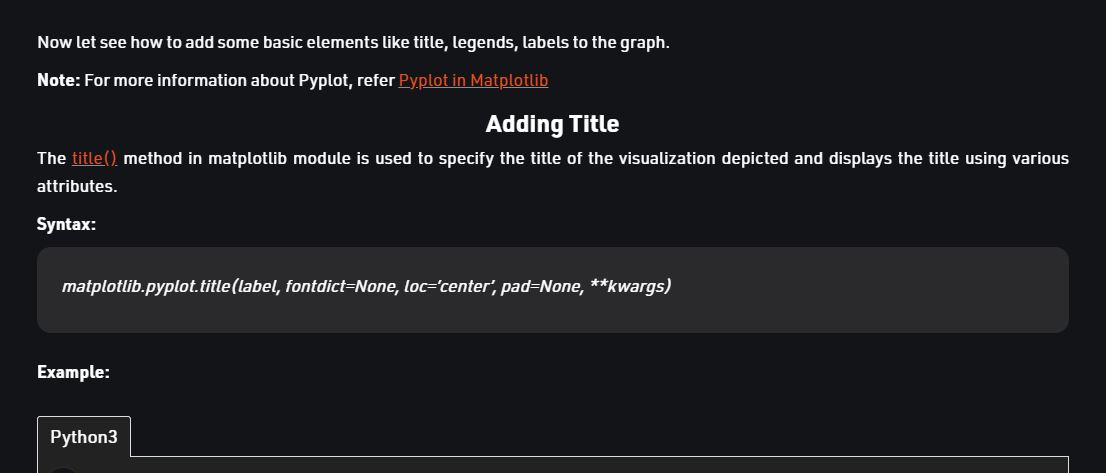 Now let see how to add some basic elements like title, legends, labels to the graph.
Note: For more information about Pyplot, refer Pyplot in Matplotlib
Adding Title
The title() method in matplotlib module is used to specify the title of the visualization depicted and displays the title using various
attributes.
Syntax:
matplotlib.pyplot.title(label, fontdict=None, loc=’center’, pad=None, **kwargs)
Example:
Python3